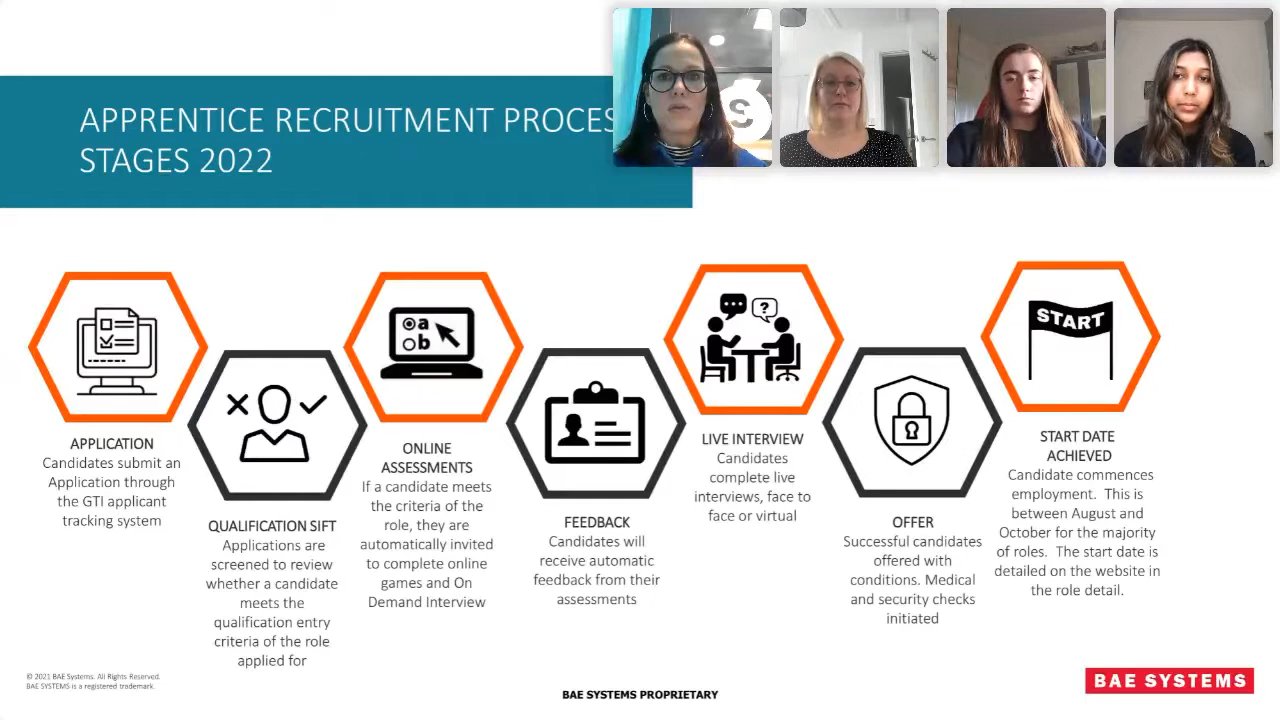 APPRENTICE RECRUITMENT PROCES
STAGES 2022
a
b
START
APPLICATION
Candidates submit an
Application through
the GTI applicant
tracking system
QUALIFICATION SIFT
Applications are
screened to review
whether a candidate
meets the
qualification entry
criteria of the role
applied for
ONLINE
ASSESSMENTS
If a candidate meets
the criteria of the
role, they are
automatically invited
to complete online
games and On
Demand Interview
FEEDBACK
Candidates will
receive automatic
feedback from their
assessments
LIVE INTERVIEW
Candidates
complete live
interviews, face to
face or virtual
OFFER
Successful candidates
offered with
conditions. Medical
and security checks
initiated
START DATE
ACHIEVED
Candidate commences
employment. This is
between August and
October for the majority
of roles. The start date is
detailed on the website in
the role detail.
© 2021 BAE Systems. All Rights Reserved.
BAE SYSTEMS is a registered trademark.
BAE SYSTEMS PROPRIETARY
BAE SYSTEMS